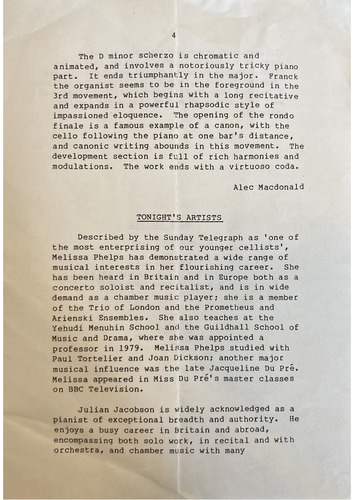 4
The D minor scherzo is chromatic and
animated, and involves a notoriously tricky piano
part. It ends triumphantly in the major. Franck
the organist seems to be in the foreground in the
3rd movement, which begins with a long recitative
and expands in a powerful rhapsodic style of
impassioned eloquence. The opening of the rondo
finale is a famous example of a canon, with the
cello following the piano at one bar's distance,
and canonic writing abounds in this movement. The
development section is full of rich harmonies and
modulations. The work ends with a virtuoso coda.
Alec Macdonald
TONIGHT'S ARTISTS
Described by the Sunday Telegraph as 'one of
the most enterprising of our younger cellists',
Melissa Phelps has demonstrated a wide range of
musical interests in her flourishing career. She
has been heard in Britain and in Europe both as a
concerto soloist and recitalist, and is in wide
demand as a chamber music player; she is a member
of the Trio of London and the Prometheus and
Arienski Ensembles. She also teaches at the
Yehudi Menuhin School and the Guildhall School of
Music and Drama, where she was appointed a
professor in 1979. Melissa Phelps studied with
Paul Tortelier and Joan Dickson; another major
musical influence was the late Jacqueline Du Pré.
Melissa appeared in Miss Du Pré's master classes
on BBC Television.
Julian Jacobson is widely acknowledged as a
pianist of exceptional breadth and authority. He
enjoys a busy career in Britain and abroad,
encompassing both solo work, in recital and with
orchestra, and chamber music with many